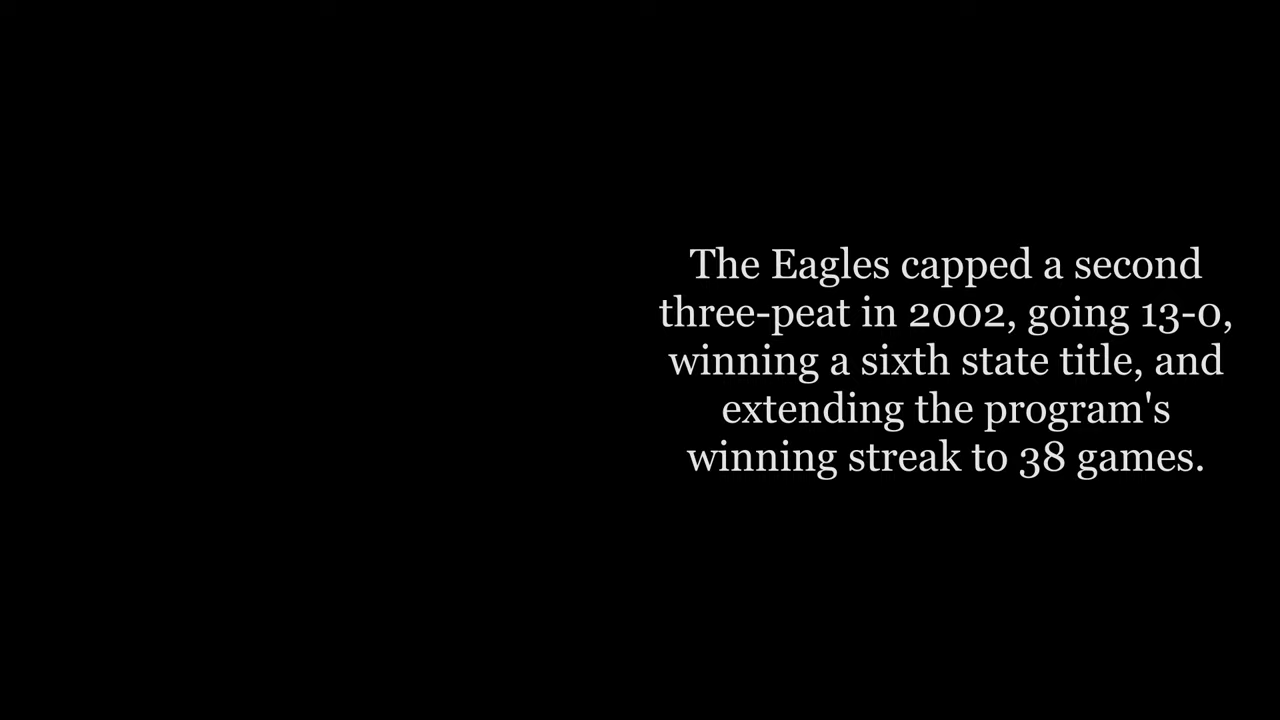 The Eagles capped a second
three-peat in 2002, going 13-0,
winning a sixth state title, and
extending the program's
winning streak to 38 games.